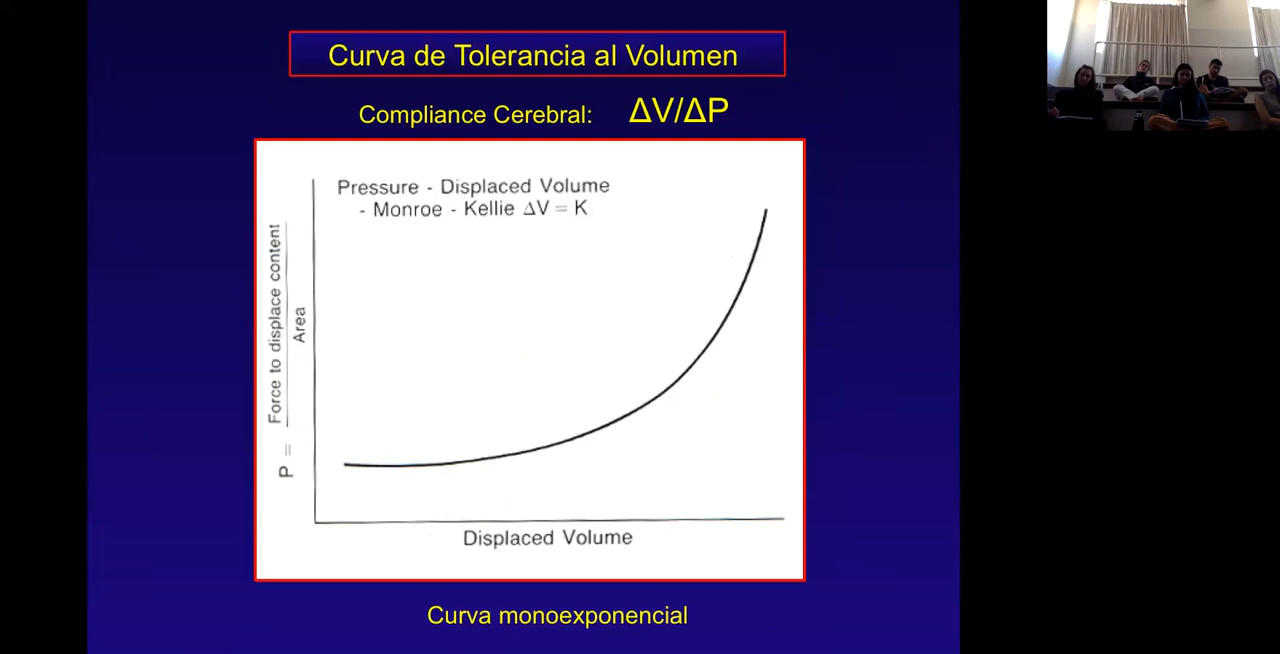 Curva de Tolerancia al Volumen
Compliance Cerebral: ΔV/ΔP
Pressure - Displaced Volume
- Monroe - Kellie ΔV = K
P = Force to displace content
Area
Displaced Volume
Curva monoexponencial